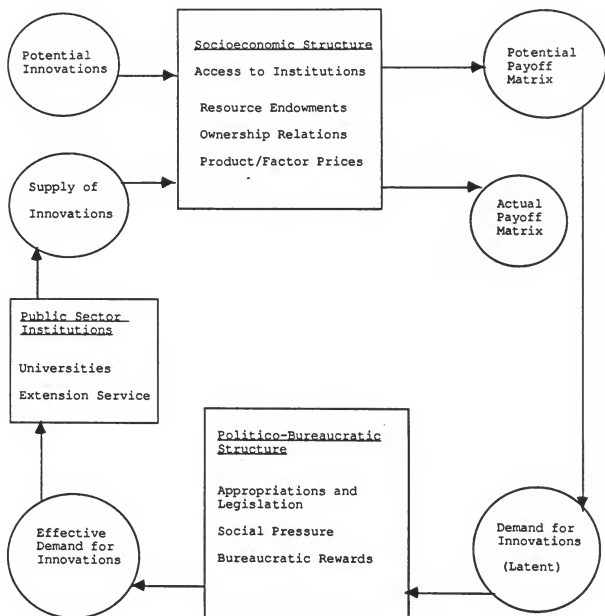 Potential
Innovations
Socioeconomic Structure
Access to Institutions
Resource Endowments
Ownership Relations
Product/Factor Prices
Potential
Payoff
Matrix
Supply of
Innovations
Actual
Payoff
Matrix
Public Sector
Institutions
Universities
Extension Service
Politico-Bureaucratic
Structure
Appropriations and
Legislation
Social Pressure
Bureaucratic Rewards
Effective
Demand for
Innovations
Demand for
Innovations
(Latent)